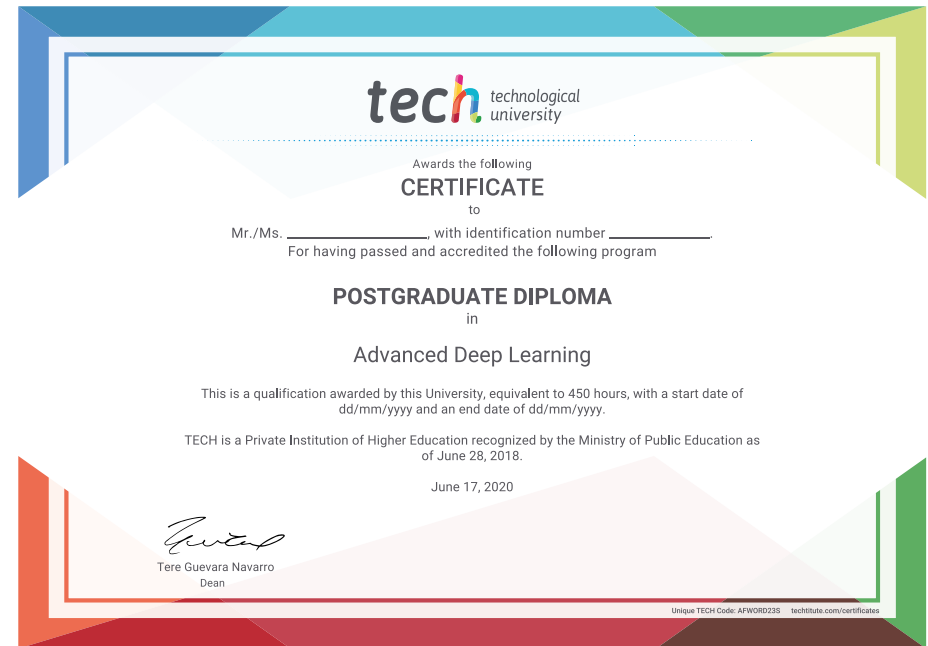 tech technological
university
Awards the following
CERTIFICATE
to
Mr./Ms. ____________________, with identification number ______________.
For having passed and accredited the following program
POSTGRADUATE DIPLOMA
in
Advanced Deep Learning
This is a qualification awarded by this University, equivalent to 450 hours, with a start date of
dd/mm/yyyy and an end date of dd/mm/yyyy.
TECH is a Private Institution of Higher Education recognized by the Ministry of Public Education as
of June 28, 2018.
June 17, 2020
Tere Guevara Navarro
Dean
Unique TECH Code: AFWORD23S techtitute.com/certificates